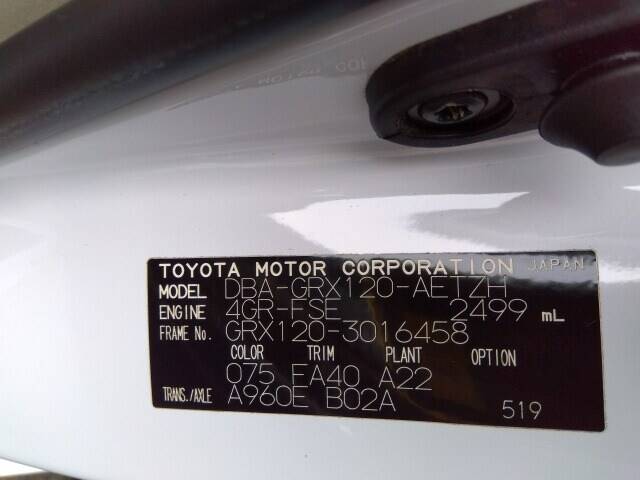 TOYOTA MOTOR CORPORATION JAPAN
MODEL DBA-GRX120-AETZH
ENGINE 4GR-FSE 2499 mL
FRAME No. GRX120-3016458
COLOR TRIM PLANT OPTION
075 FA40 A22
TRANS./AXLE A960E B02A 519